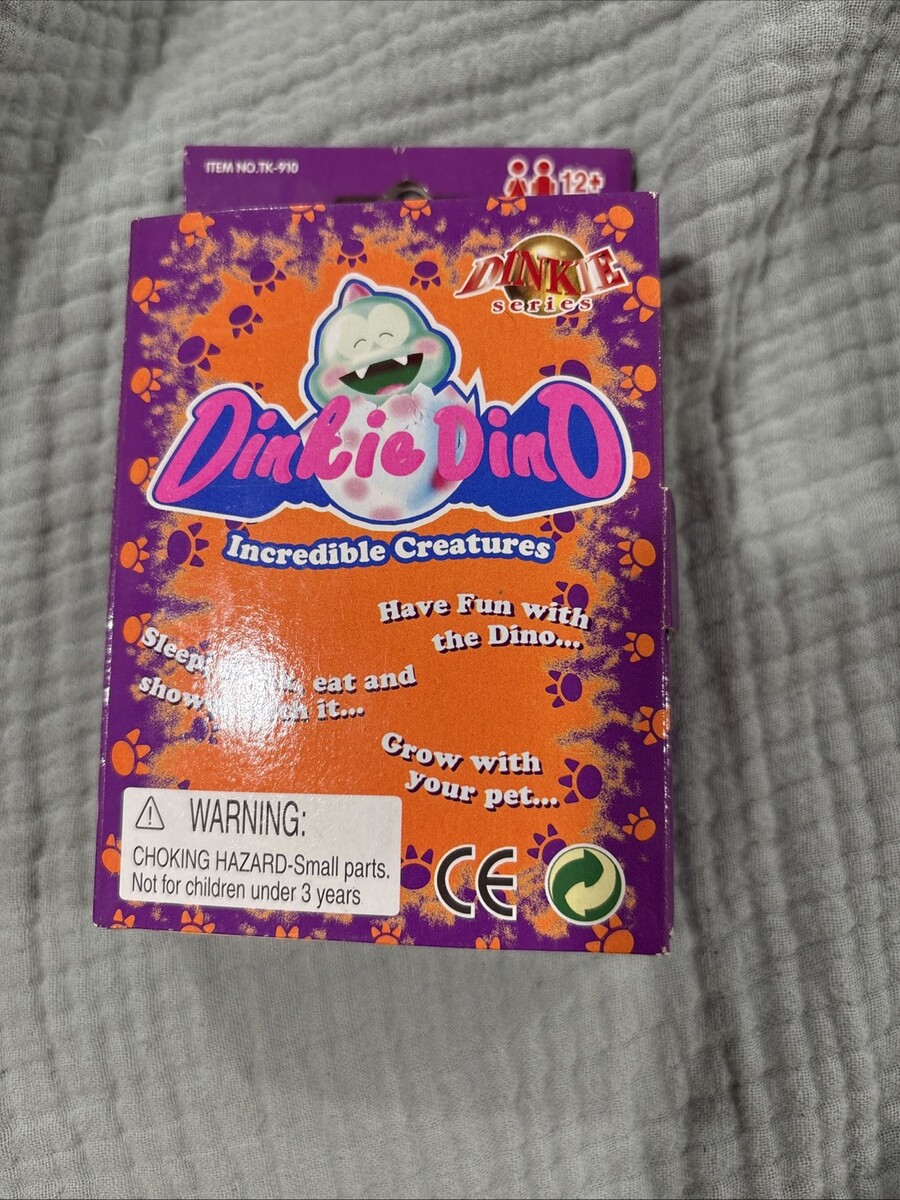 ITEM NO.TK-910
12+
DINKIE
series
Dinkie Dino
Incredible Creatures
Have Fun with
the Dino...
eat and
it...
Grow with
your pet...
WARNING:
CHOKING HAZARD-Small parts.
Not for children under 3 years
CE